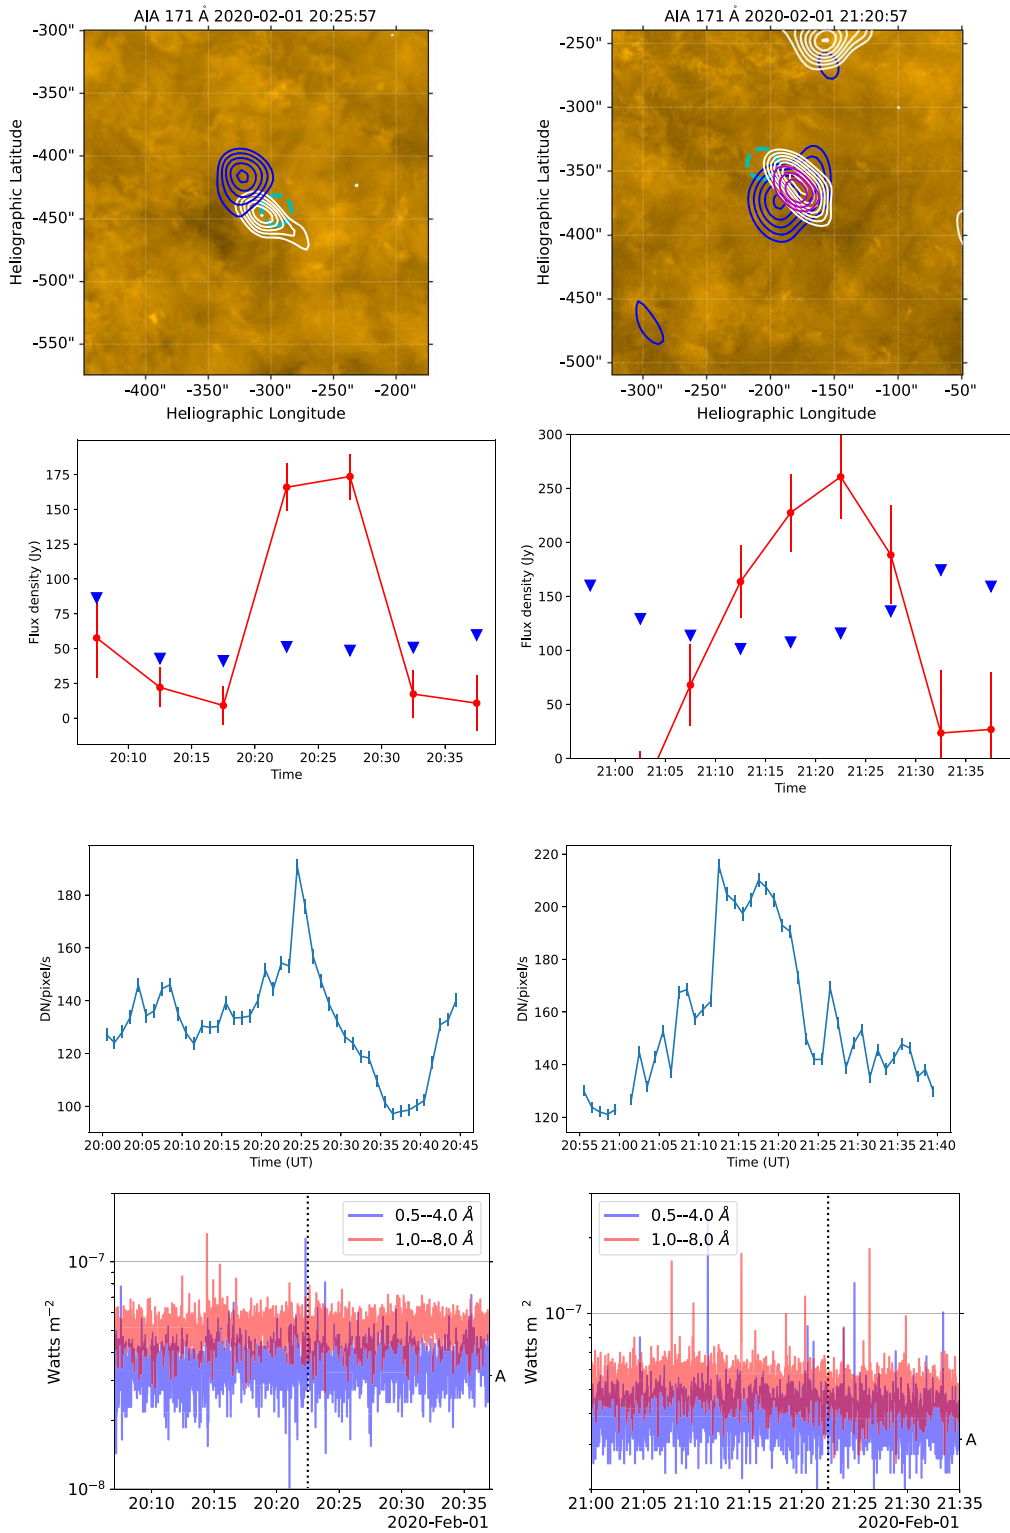 AIA 171 Å 2020-02-01 20:25:57
-300"
-350"
-400"
-450"
-500"
-550"
Heliographic Latitude
-400" -350" -300" -250" -200"
Heliographic Longitude
AIA 171 Å 2020-02-01 21:20:57
-250"
-300"
-350"
-400"
-450"
-500"
Heliographic Latitude
-300" -250" -200" -150" -100" -50"
Heliographic Longitude
175
150
125
100
75
50
25
0
Flux density (Jy)
20:10 20:15 20:20 20:25 20:30 20:35
Time
300
250
200
150
100
50
0
Flux density (Jy)
21:00 21:05 21:10 21:15 21:20 21:25 21:30 21:35
Time
180
160
140
120
100
DN/pixel/s
20:00 20:05 20:10 20:15 20:20 20:25 20:30 20:35 20:40 20:45
Time (UT)
220
200
180
160
140
120
DN/pixel/s
20:55 21:00 21:05 21:10 21:15 21:20 21:25 21:30 21:35 21:40
Time (UT)
0.5--4.0 Å
1.0--8.0 Å
10⁻⁷
10⁻⁸
Watts m⁻²
A
20:10 20:15 20:22 20:25 20:30 20:35
2020-Feb-01
0.5--4.0 Å
1.0--8.0 Å
10⁻⁷
Watts m ²
A
21:00 21:05 21:10 21:15 21:20 21:25 21:30 21:35
2020-Feb-01